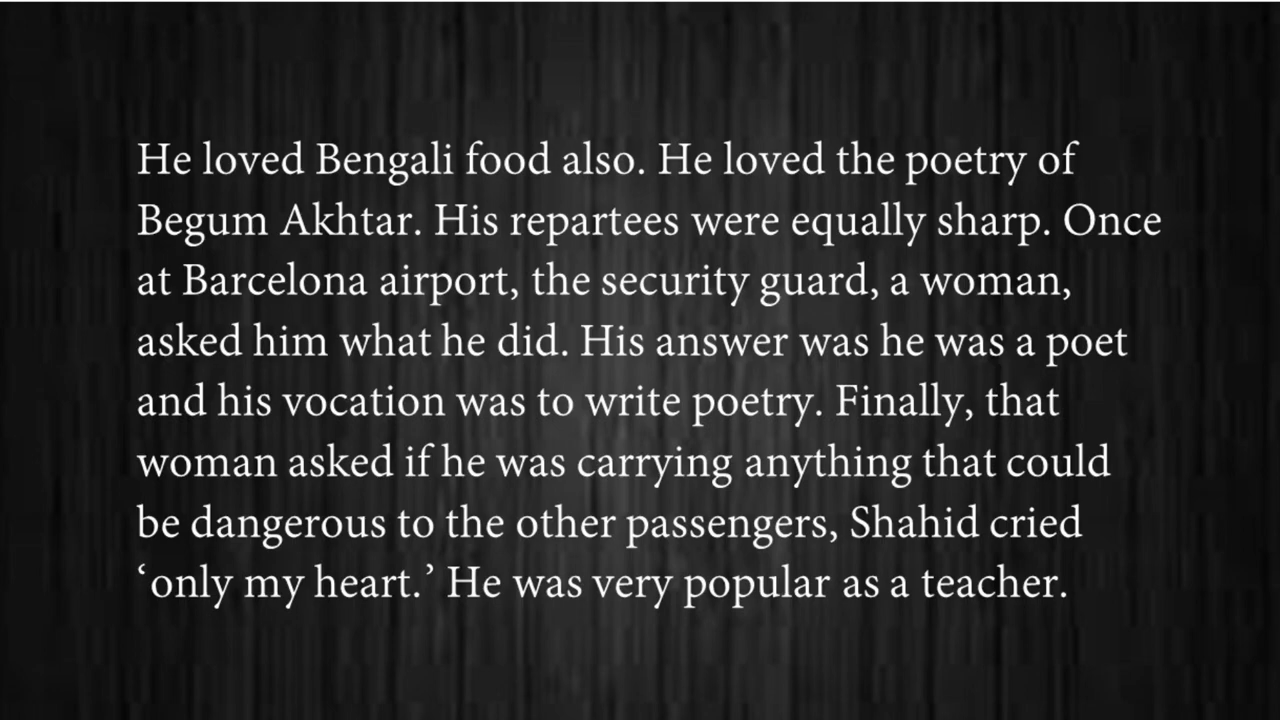 He loved Bengali food also. He loved the poetry of
Begum Akhtar. His repartees were equally sharp. Once
at Barcelona airport, the security guard, a woman,
asked him what he did. His answer was he was a poet
and his vocation was to write poetry. Finally, that
woman asked if he was carrying anything that could
be dangerous to the other passengers, Shahid cried
‘only my heart.’ He was very popular as a teacher.